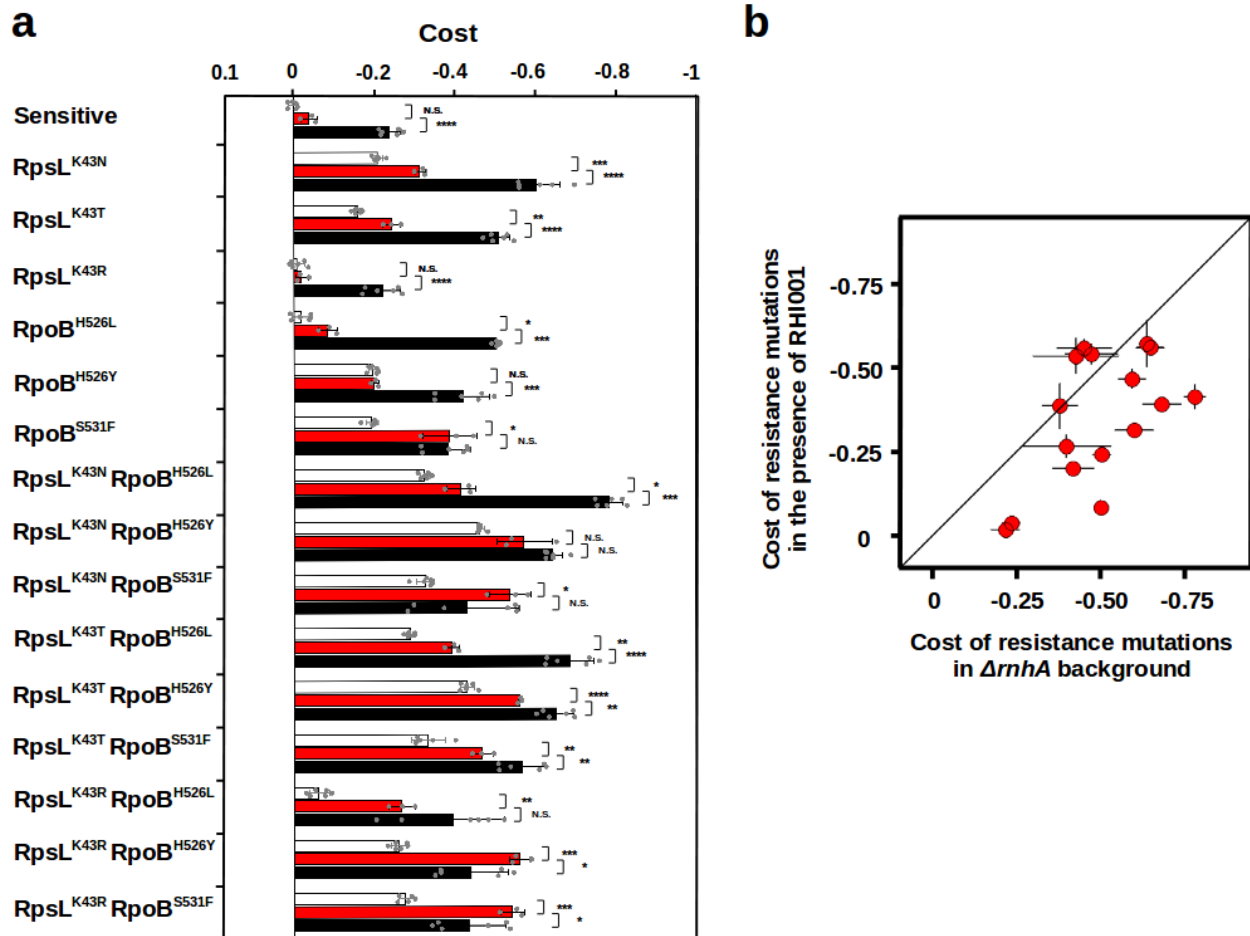 a
Cost
0.1 0 -0.2 -0.4 -0.6 -0.8 -1
Sensitive
N.S.
****
RpsL^K43N
***
****
RpsL^K43T
**
****
RpsL^K43R
N.S.
****
RpoB^H526L
*
***
RpoB^H526Y
N.S.
***
RpoB^S531F
*
N.S.
RpsL^K43N RpoB^H526L
*
***
RpsL^K43N RpoB^H526Y
N.S.
N.S.
RpsL^K43N RpoB^S531F
*
N.S.
RpsL^K43T RpoB^H526L
**
****
RpsL^K43T RpoB^H526Y
****
**
RpsL^K43T RpoB^S531F
**
**
RpsL^K43R RpoB^H526L
**
N.S.
RpsL^K43R RpoB^H526Y
***
*
RpsL^K43R RpoB^S531F
***
*
b
Cost of resistance mutations
in the presence of RHI001
-0.75
-0.50
-0.25
0
0 -0.25 -0.50 -0.75
Cost of resistance mutations
in ΔrnhA background